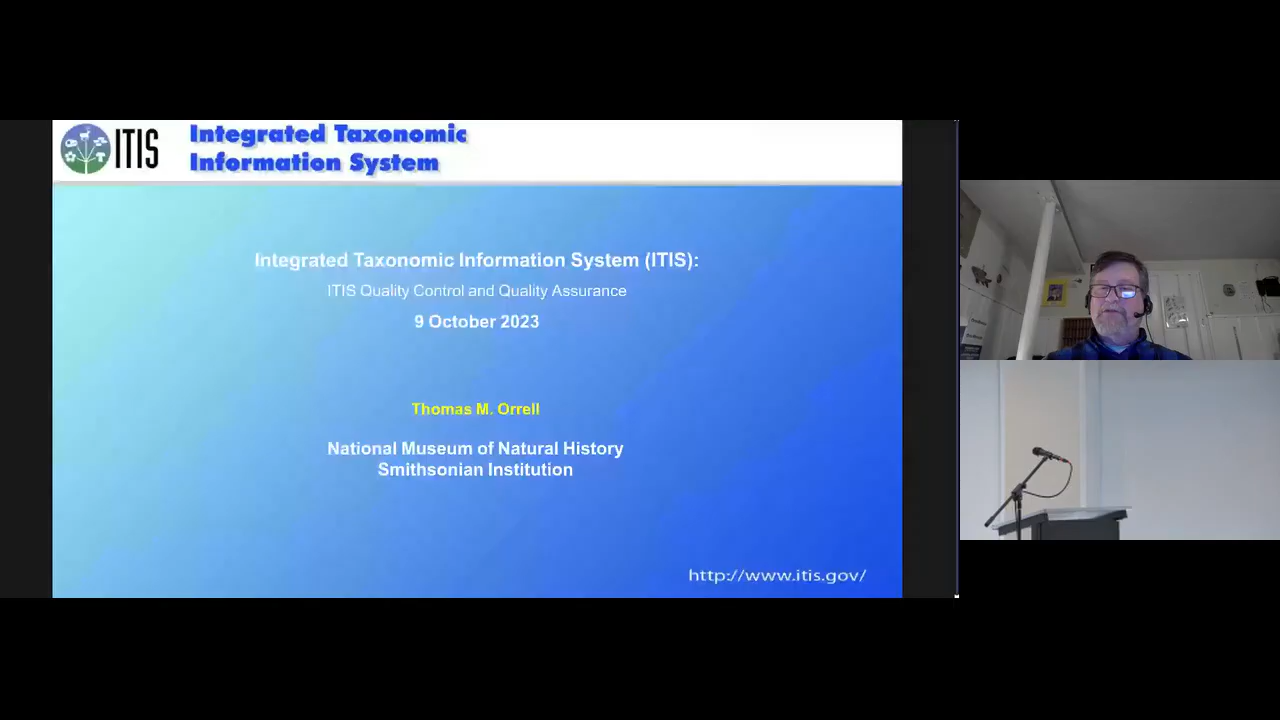 ITIS
Integrated Taxonomic
Information System
Integrated Taxonomic Information System (ITIS):
ITIS Quality Control and Quality Assurance
9 October 2023
Thomas M. Orrell
National Museum of Natural History
Smithsonian Institution
http://www.itis.gov/